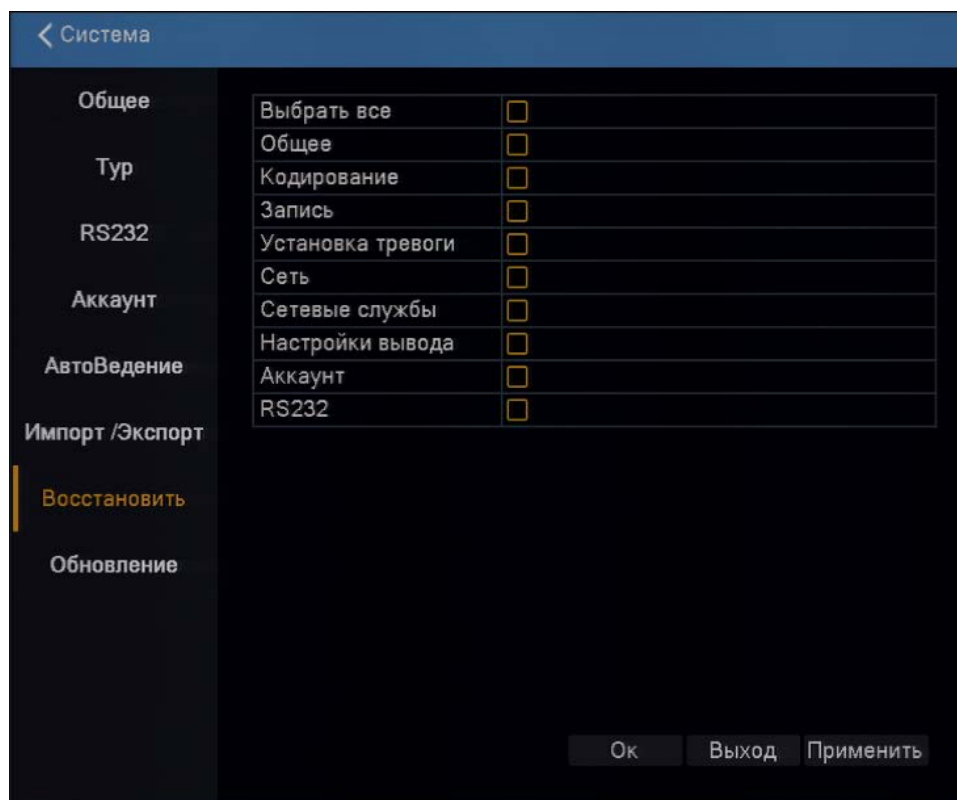 Система
Общее
Тур
RS232
Аккаунт
АвтоВедение
Импорт /Экспорт
Восстановить
Обновление
Выбрать все
Общее
Кодирование
Запись
Установка тревоги
Сеть
Сетевые службы
Настройки вывода
Аккаунт
RS232
Ок Выход Применить